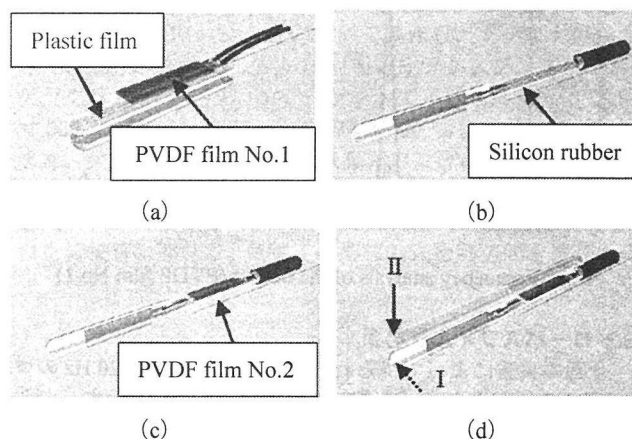 Plastic film
PVDF film No.1
(a)
Silicon rubber
(b)
PVDF film No.2
(c)
II
I
(d)